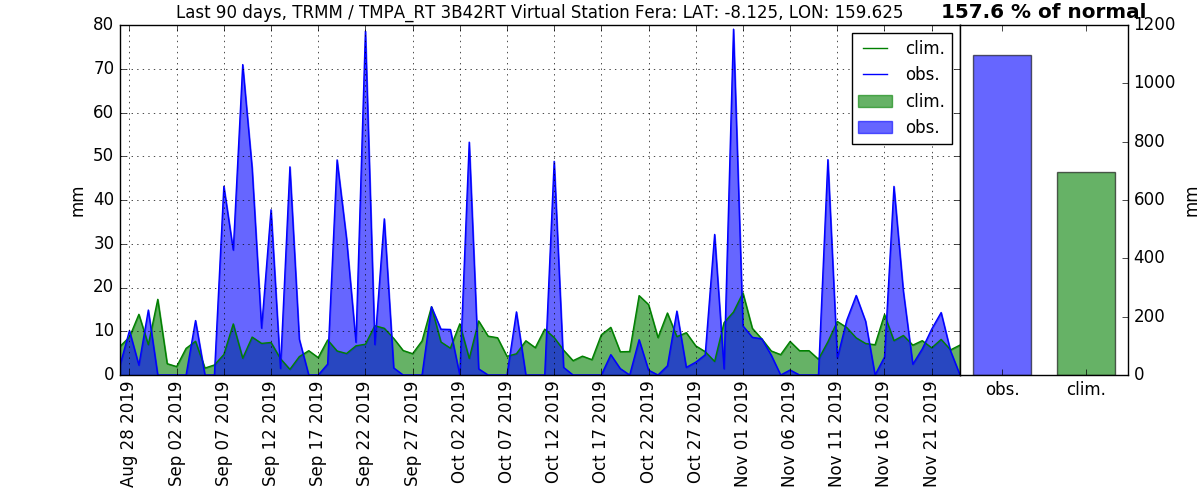 Last 90 days, TRMM / TMPA_RT 3B42RT Virtual Station Fera: LAT: -8.125, LON: 159.625
157.6 % of normal
80
70
60
50
40
30
20
10
0
mm
clim.
obs.
clim.
obs.
1200
1000
800
600
400
200
0
mm
obs.
clim.
Aug 28 2019
Sep 02 2019
Sep 07 2019
Sep 12 2019
Sep 17 2019
Sep 22 2019
Sep 27 2019
Oct 02 2019
Oct 07 2019
Oct 12 2019
Oct 17 2019
Oct 22 2019
Oct 27 2019
Nov 01 2019
Nov 06 2019
Nov 11 2019
Nov 16 2019
Nov 21 2019